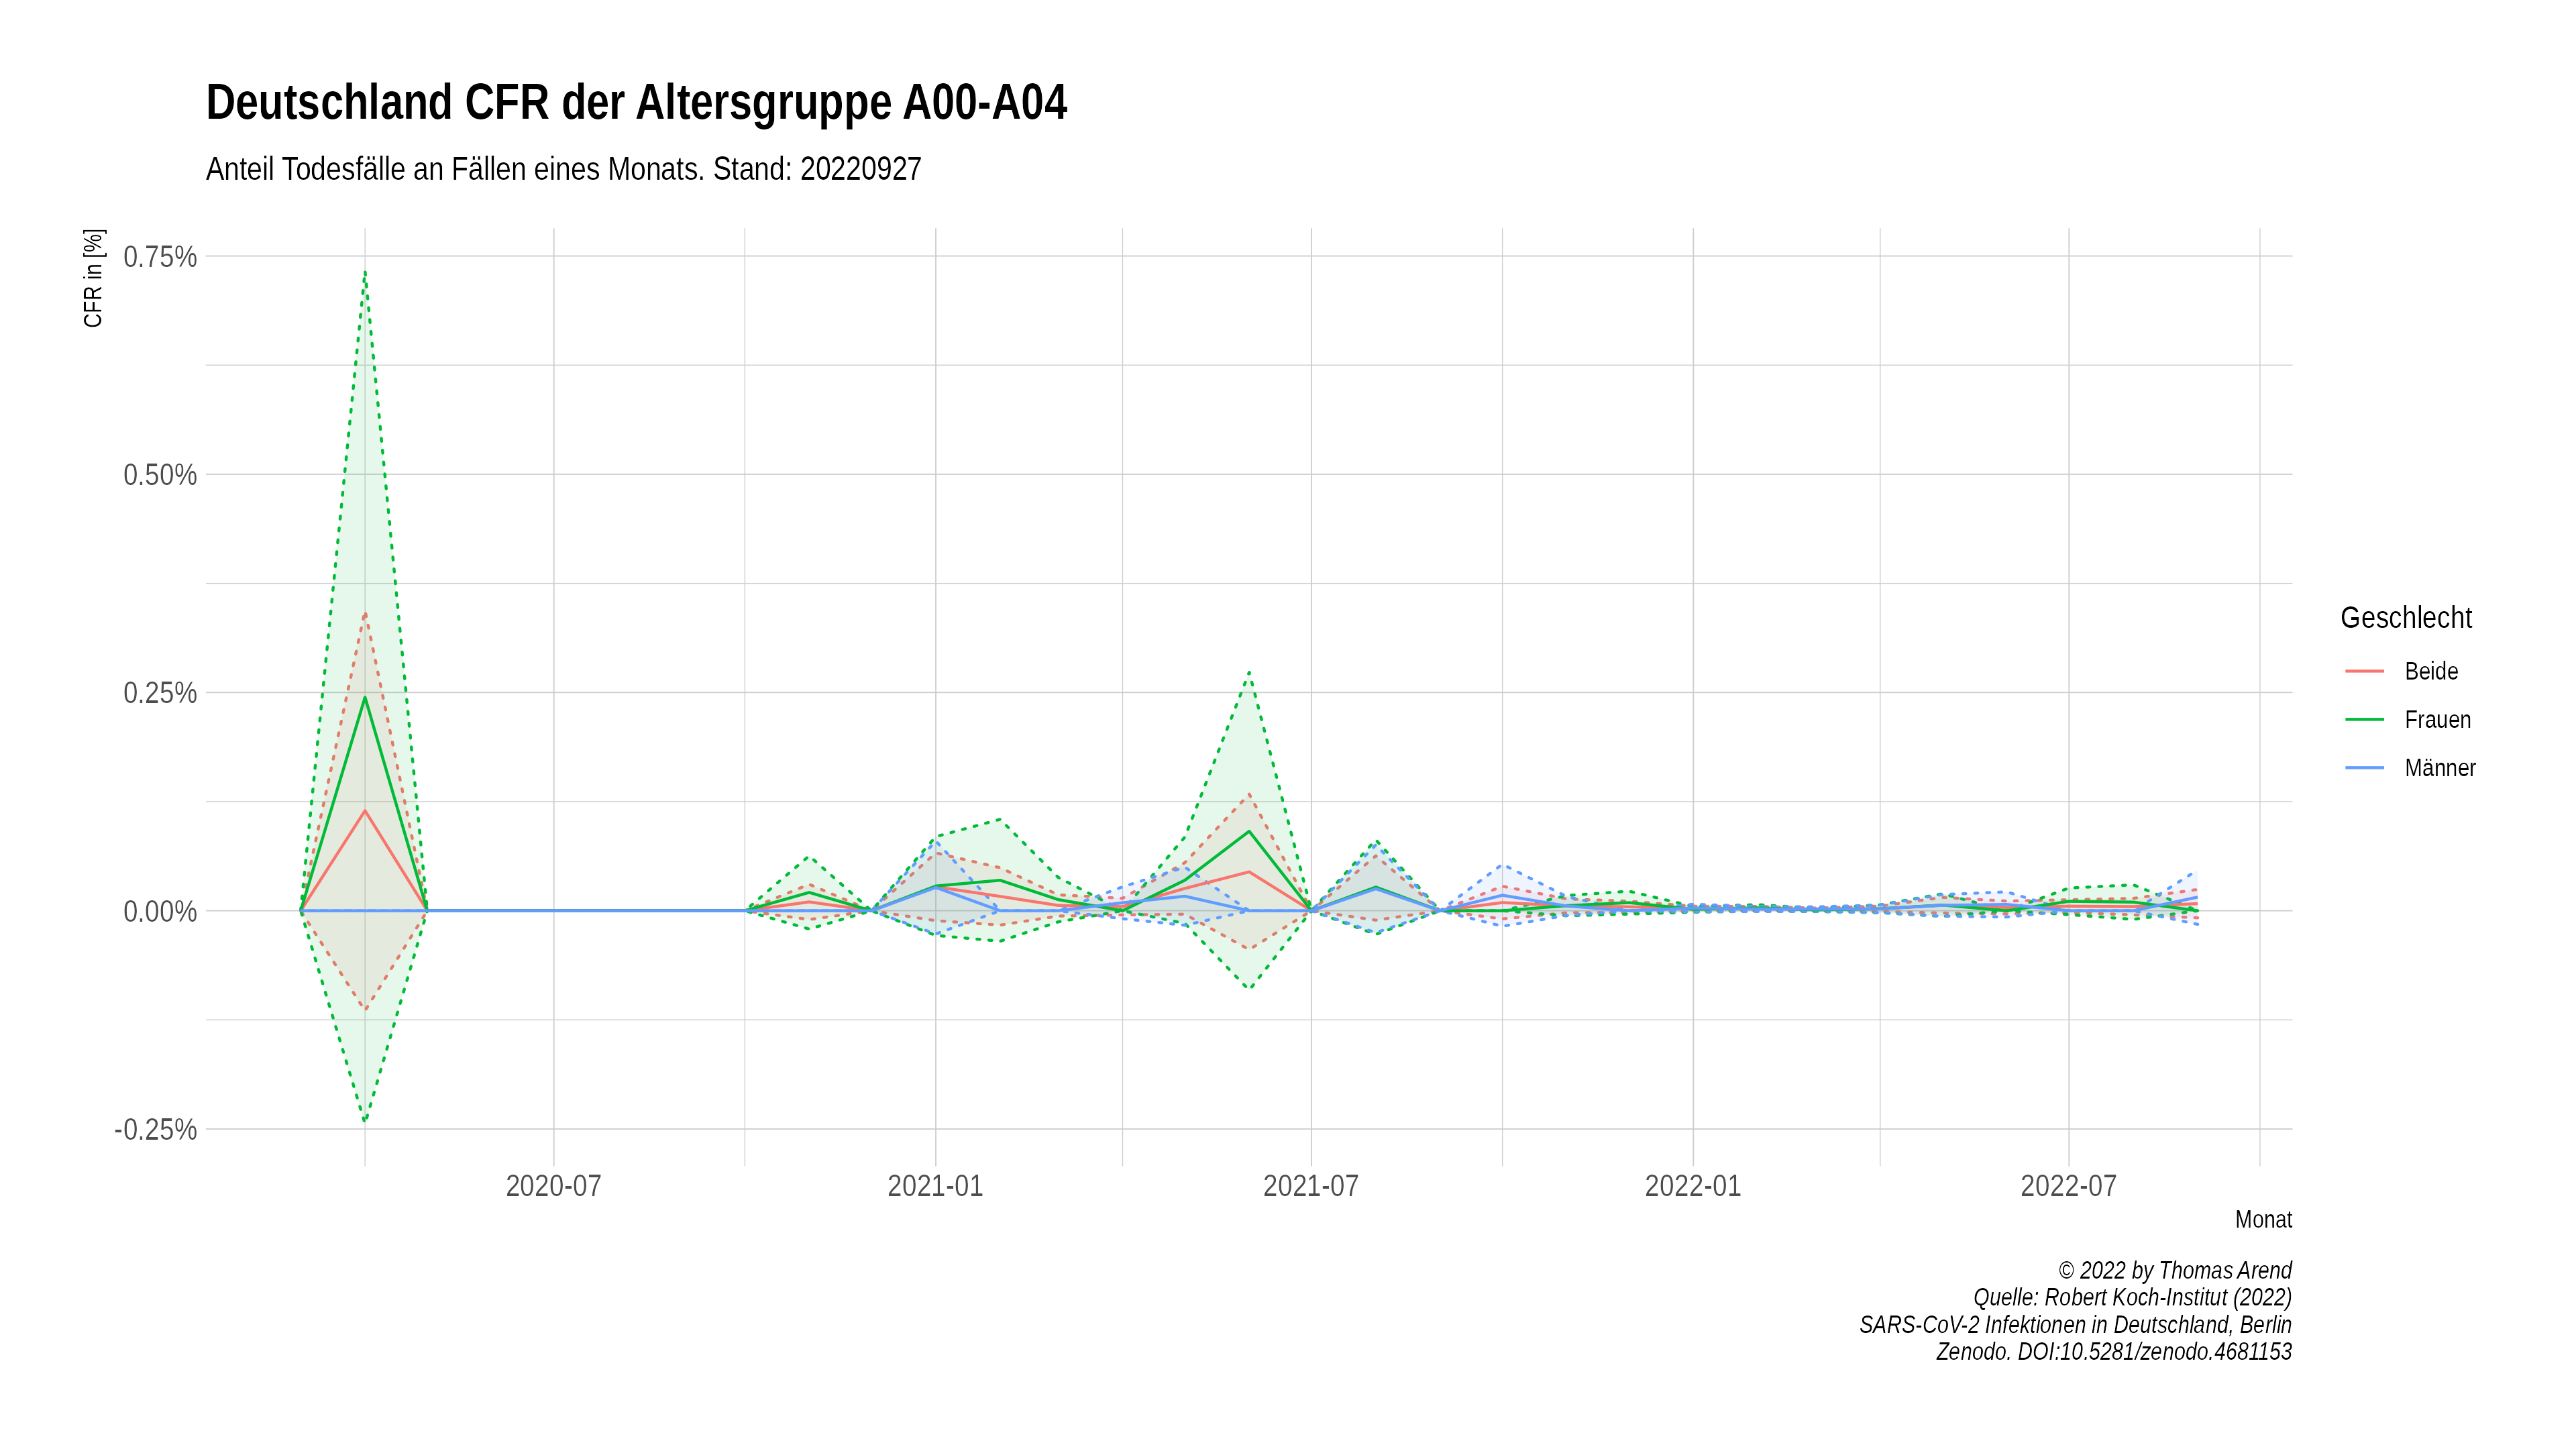 Deutschland CFR der Altersgruppe A00-A04
Anteil Todesfälle an Fällen eines Monats. Stand: 20220927
CFR in [%]
0.75%
0.50%
0.25%
0.00%
-0.25%
2020-07
2021-01
2021-07
2022-01
2022-07
Monat
Geschlecht
Beide
Frauen
Männer
© 2022 by Thomas Arend
Quelle: Robert Koch-Institut (2022)
SARS-CoV-2 Infektionen in Deutschland, Berlin
Zenodo. DOI:10.5281/zenodo.4681153